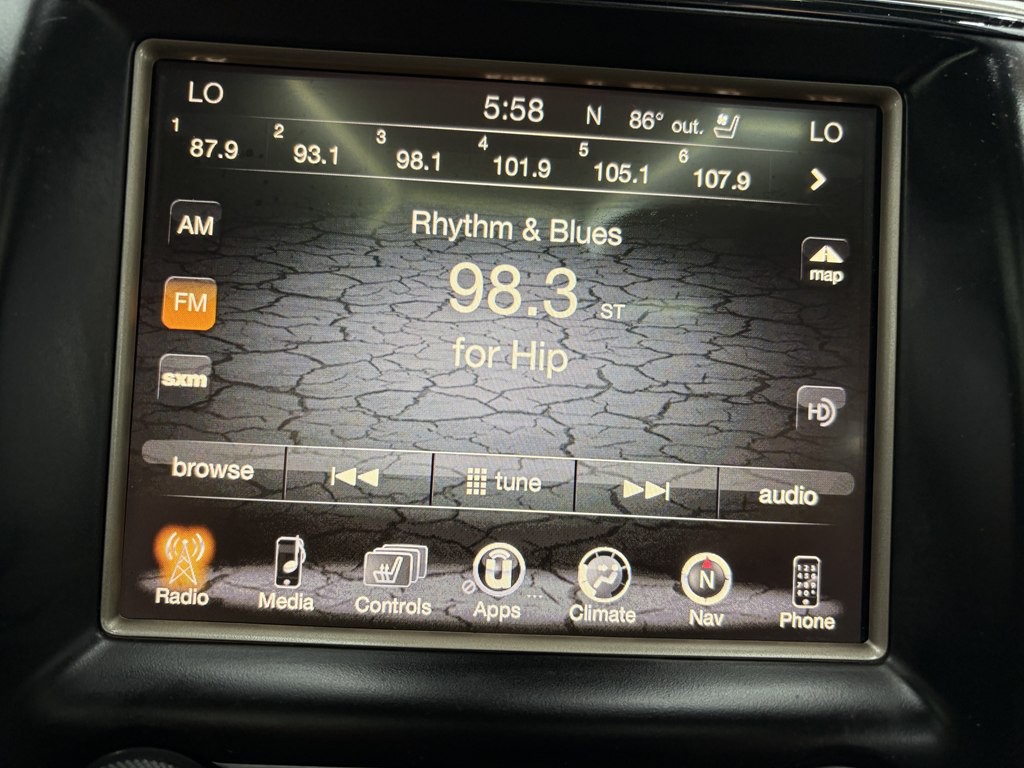 LO 5:58 N 86° out. LO
1 87.9 2 93.1 3 98.1 4 101.9 5 105.1 6 107.9
AM
Rhythm & Blues
map
98.3 ST
FM
for Hip
sxm
HD
browse tune audio
Radio Media Controls Apps ... Climate Nav Phone